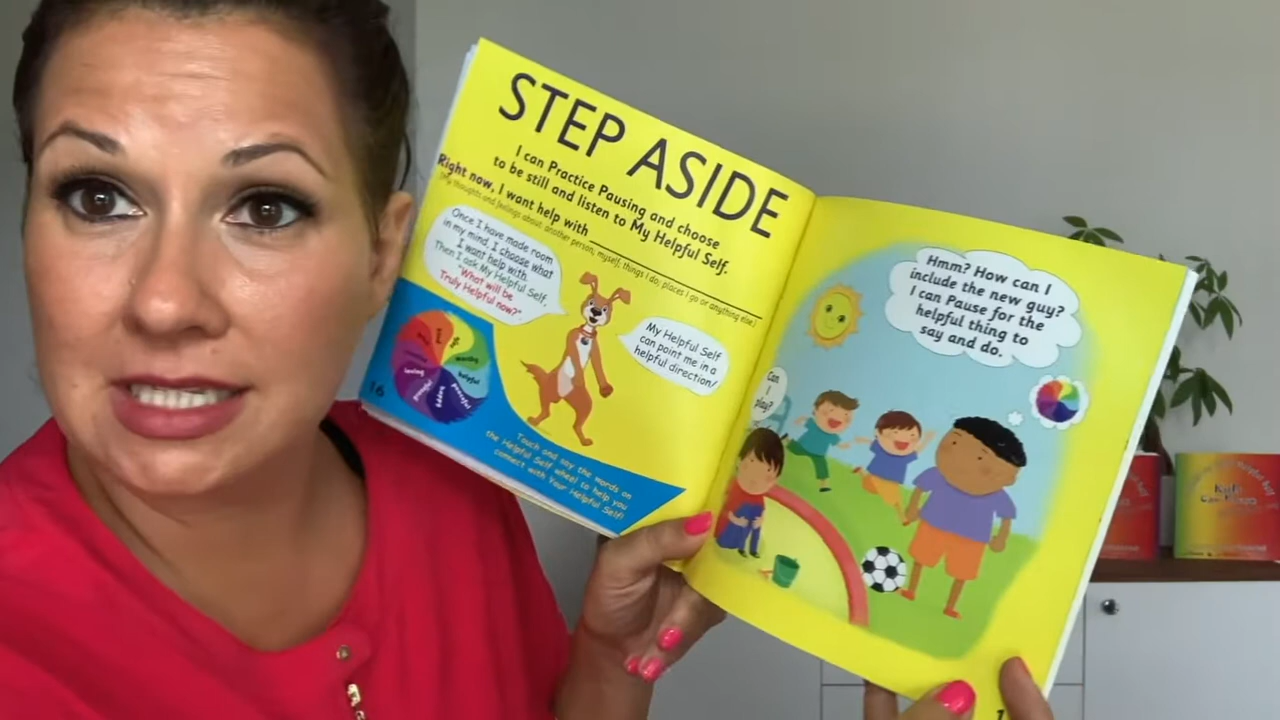 STEP ASIDE
I can Practice Pausing and choose
to be still and listen to My Helpful Self.
Right now, I want help with
(my thoughts and feelings about: another person, myself, things I do, places I go or anything else)
Once I have made room
in my mind, I choose what
I want help with.
Then I ask My Helpful Self,
"What will be
Truly Helpful now?"
My Helpful Self
can point me in a
helpful direction!
loving
peaceful
helpful
16
Touch and say the words on
the Helpful Self wheel to help you
connect with Your Helpful Self!
Hmm? How can I
include the new guy?
I can Pause for the
helpful thing to
say and do.
Can
I
play?
1
Kids